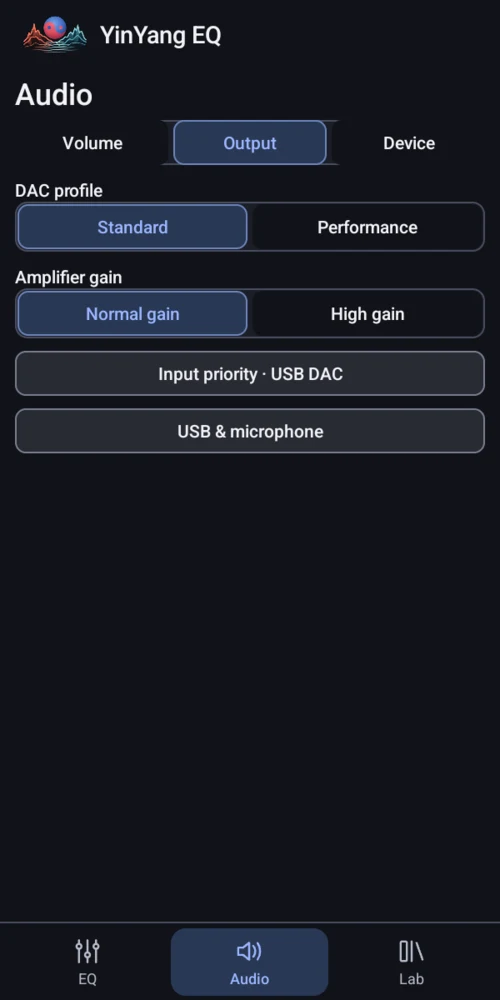 YinYang EQ
Audio
Volume Output Device
DAC profile
Standard Performance
Amplifier gain
Normal gain High gain
Input priority · USB DAC
USB & microphone
EQ Audio Lab